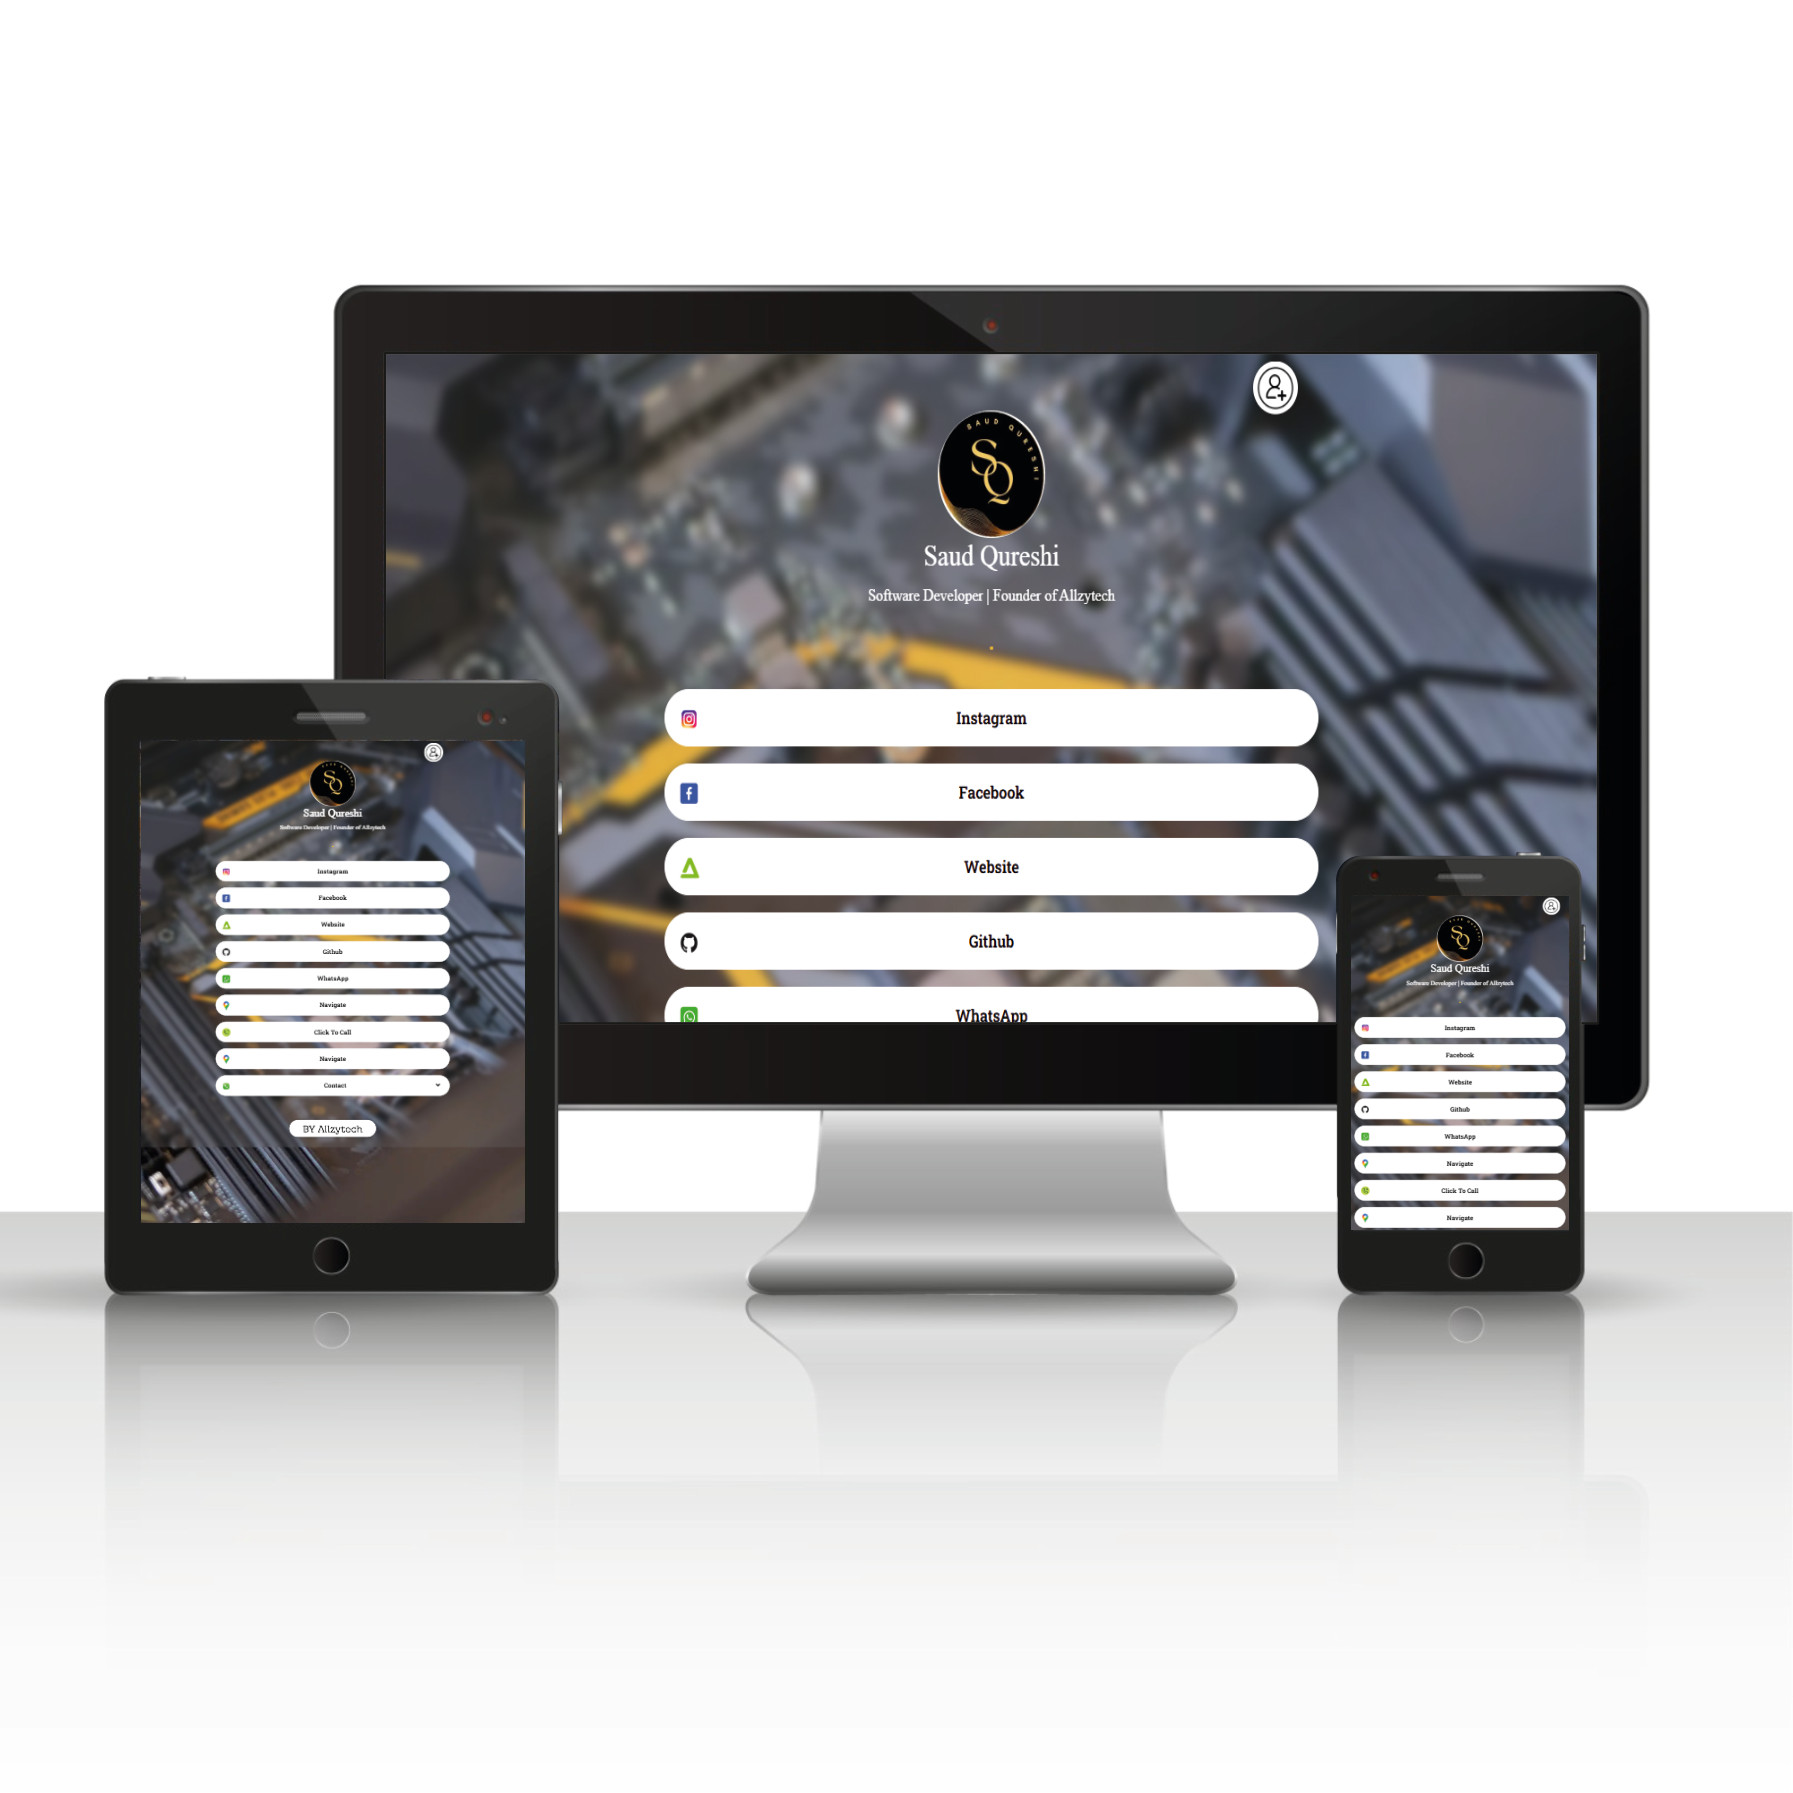 SAUD QURESHI
SQ
Saud Qureshi
Software Developer | Founder of Allzytech
Instagram
Facebook
Website
Github
WhatsApp
SQ
Saud Qureshi
Software Developer | Founder of Allzytech
Instagram
Facebook
Website
Github
WhatsApp
Navigate
Click To Call
Navigate
Contact
BY Allzytech
SAUD QURESHI
SQ
Saud Qureshi
Software Developer | Founder of Allzytech
Instagram
Facebook
Website
Github
WhatsApp
Navigate
Click To Call
Navigate